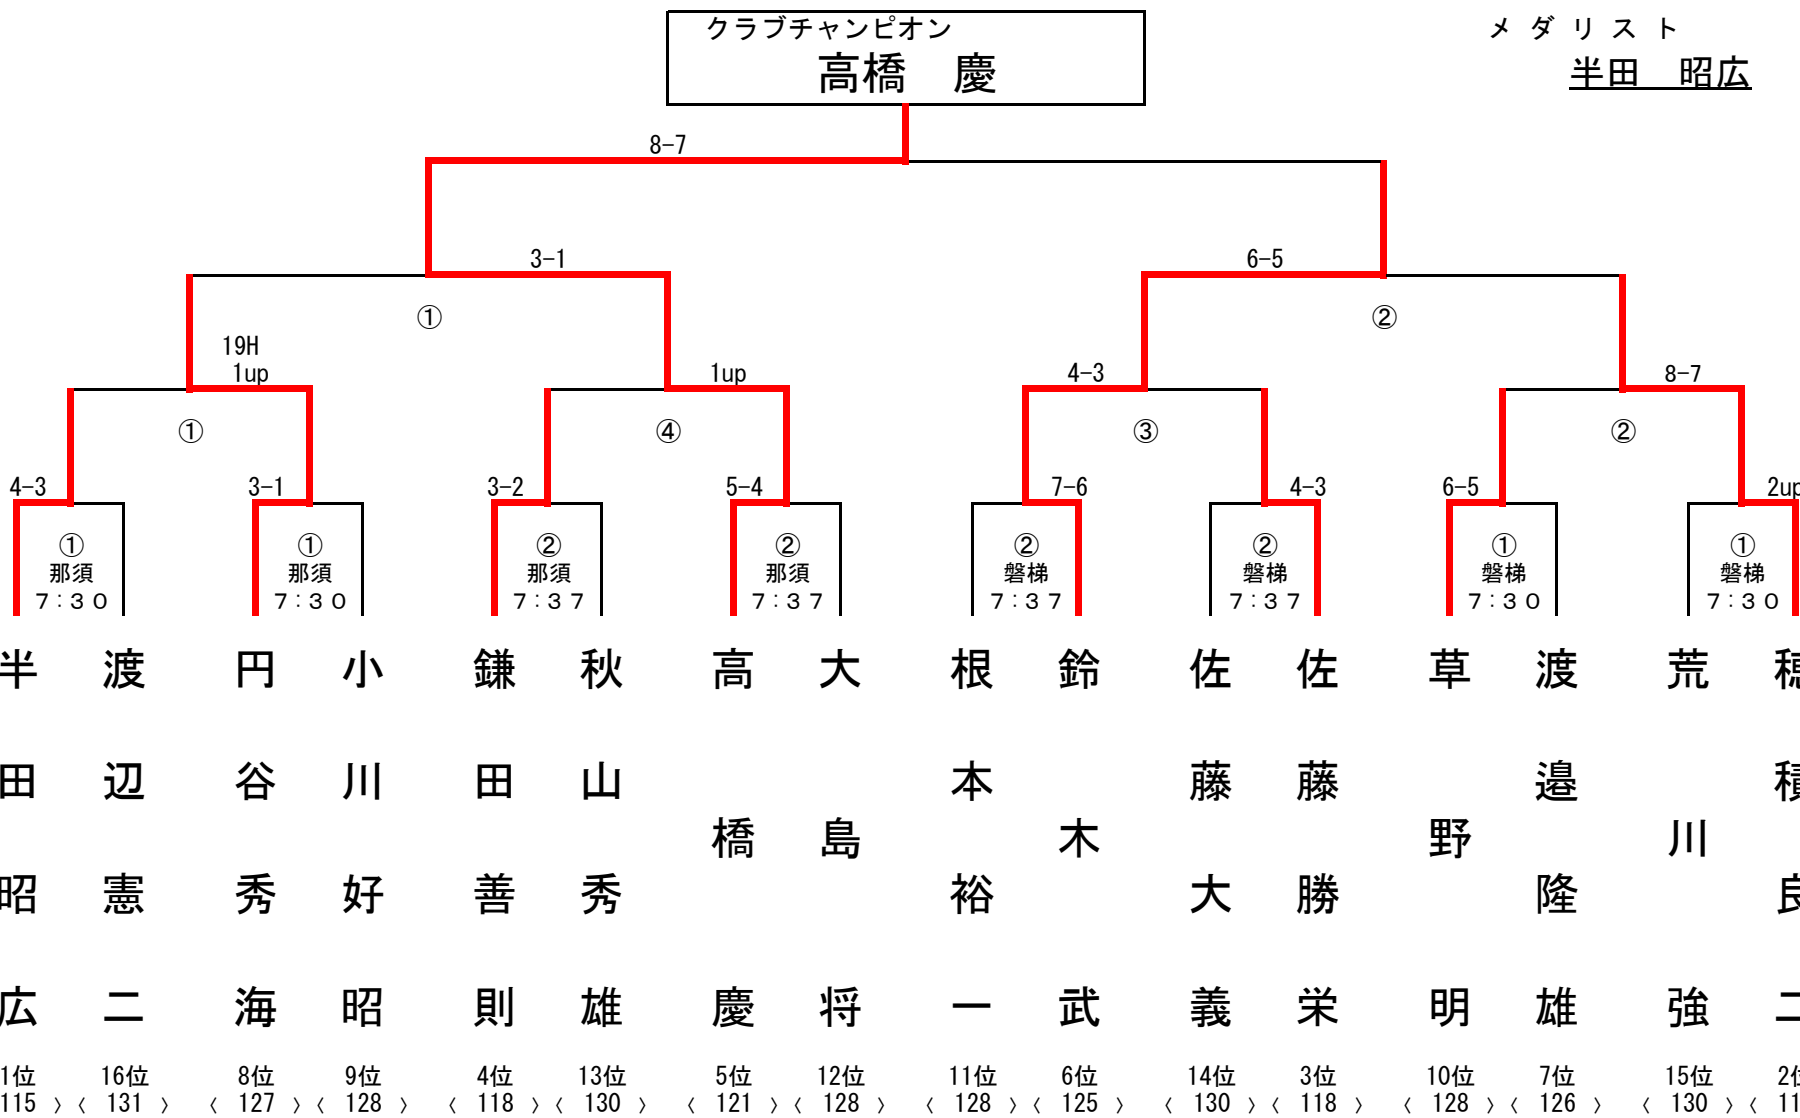 クラブチャンピオン
高橋　慶
メダリスト
半田　昭広
8−7
3−1
6−5
①
②
19H
1up
1up
4−3
8−7
①
④
③
②
4−3
3−1
3−2
5−4
7−6
4−3
6−5
2up
① 那須 7：30
① 那須 7：30
② 那須 7：37
② 那須 7：37
② 磐梯 7：37
② 磐梯 7：37
① 磐梯 7：30
① 磐梯 7：30
半田昭広
渡辺憲二
円谷秀海
小川好昭
鎌田善則
秋山秀雄
高橋慶
大島将
根本裕一
鈴木武
佐藤大義
佐藤勝栄
草野明
渡邉隆雄
荒川強
穂積良二
1位 16位 8位 9位 4位 13位 5位 12位 11位 6位 14位 3位 10位 7位 15位 2位
115 〉〈 131 〉〈 127 〉〈 128 〉〈 118 〉〈 130 〉〈 121 〉〈 128 〉〈 128 〉〈 125 〉〈 130 〉〈 118 〉〈 128 〉〈 126 〉〈 130 〉〈